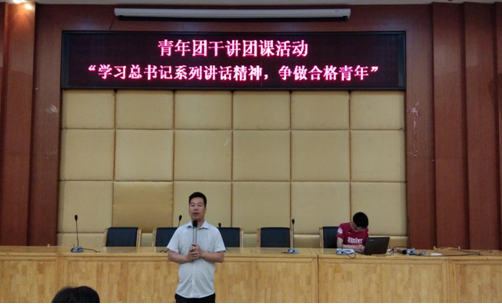 青年团干讲团课活动
“学习总书记系列讲话精神，争做合格青年”